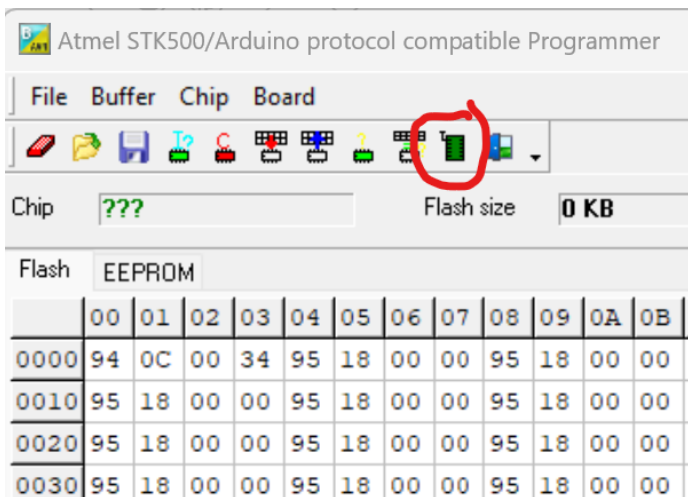 Atmel STK500/Arduino protocol compatible Programmer
File Buffer Chip Board
Chip ??? Flash size 0 KB
Flash EEPROM
00 01 02 03 04 05 06 07 08 09 0A 0B
0000 94 0C 00 34 95 18 00 00 95 18 00 00
0010 95 18 00 00 95 18 00 00 95 18 00 00
0020 95 18 00 00 95 18 00 00 95 18 00 00
0030 95 18 00 00 95 18 00 00 95 18 00 00